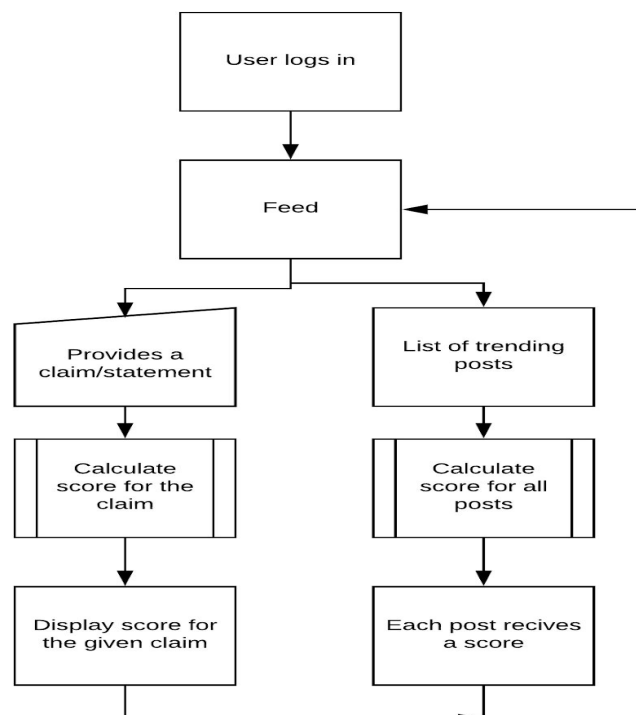 User logs in
Feed
Provides a
claim/statement
List of trending
posts
Calculate
score for the
claim
Calculate
score for all
posts
Display score for
the given claim
Each post recives
a score